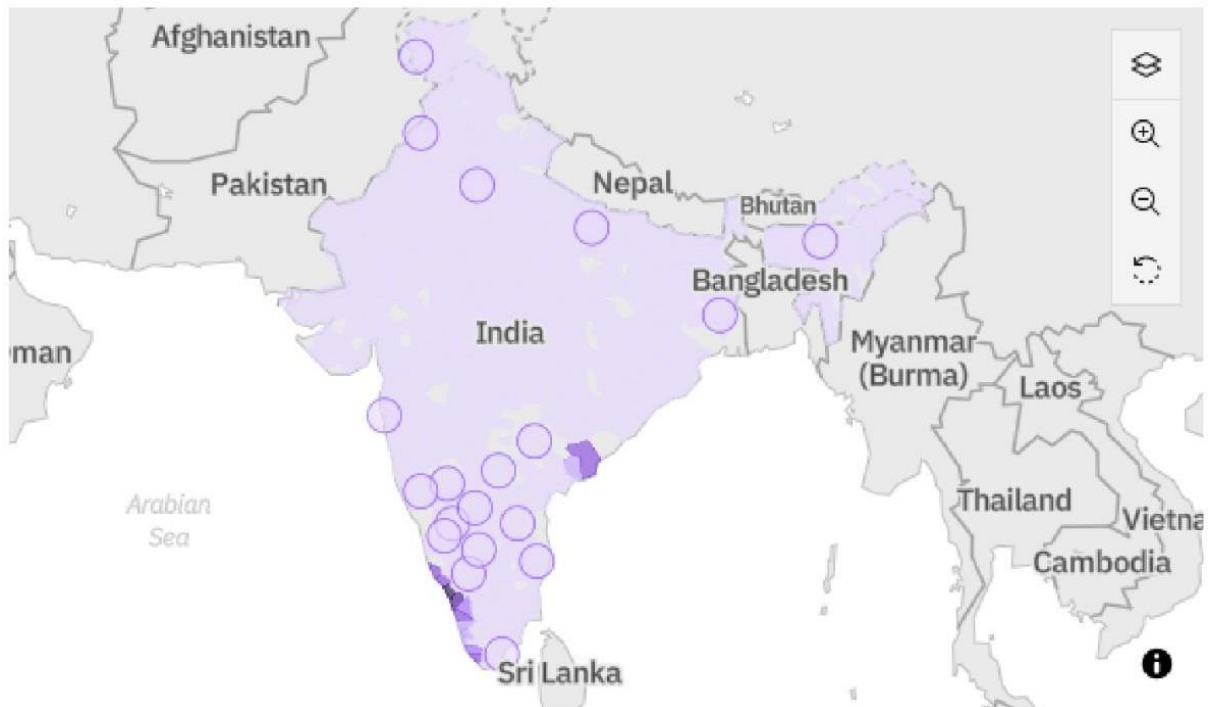 Afghanistan
Pakistan
Nepal
Bhutan
Bangladesh
India
man
Myanmar
(Burma)
Laos
Arabian
Sea
Thailand
Vietna
Cambodia
Sri Lanka
i